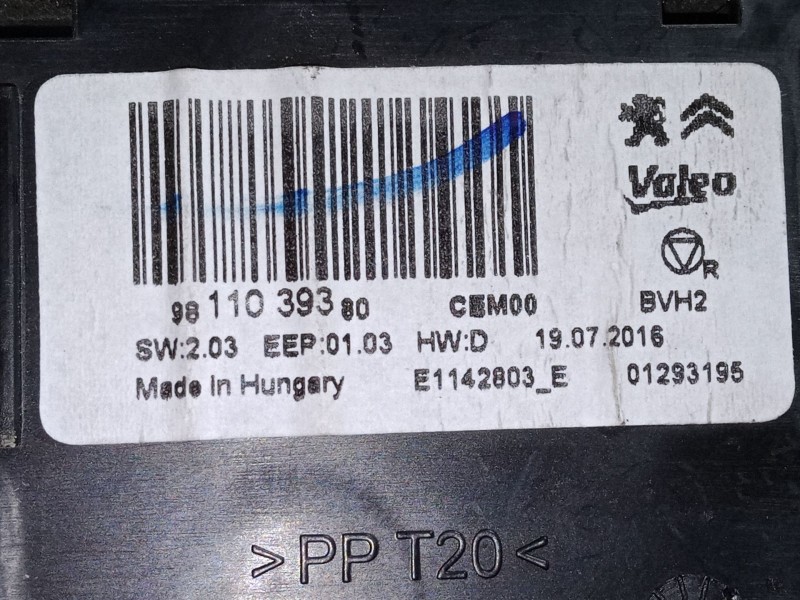 Valeo
R
98 110 393 80 CEM00 BVH2
SW:2.03 EEP:01.03 HW:D 19.07.2016
Made In Hungary E1142803_E 01293195
>PP T20<